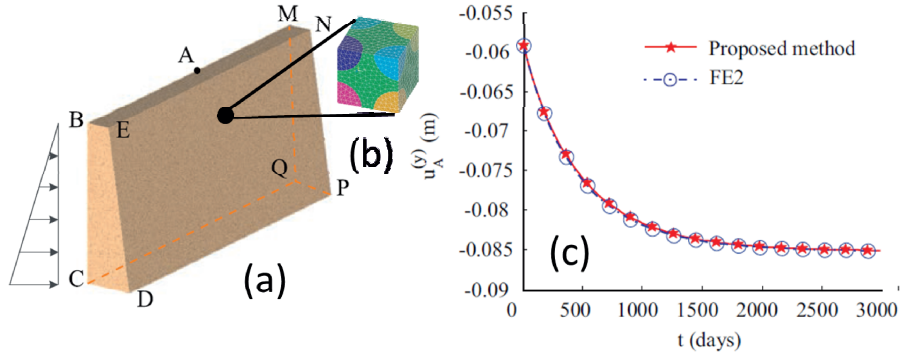 M
N
A
B
E
(b)
Q
P
C
D
(a)
-0.055
-0.06
-0.065
-0.07
-0.075
-0.08
-0.085
-0.09
u_A^(y) (m)
Proposed method
FE2
(c)
0 500 1000 1500 2000 2500 3000
t (days)